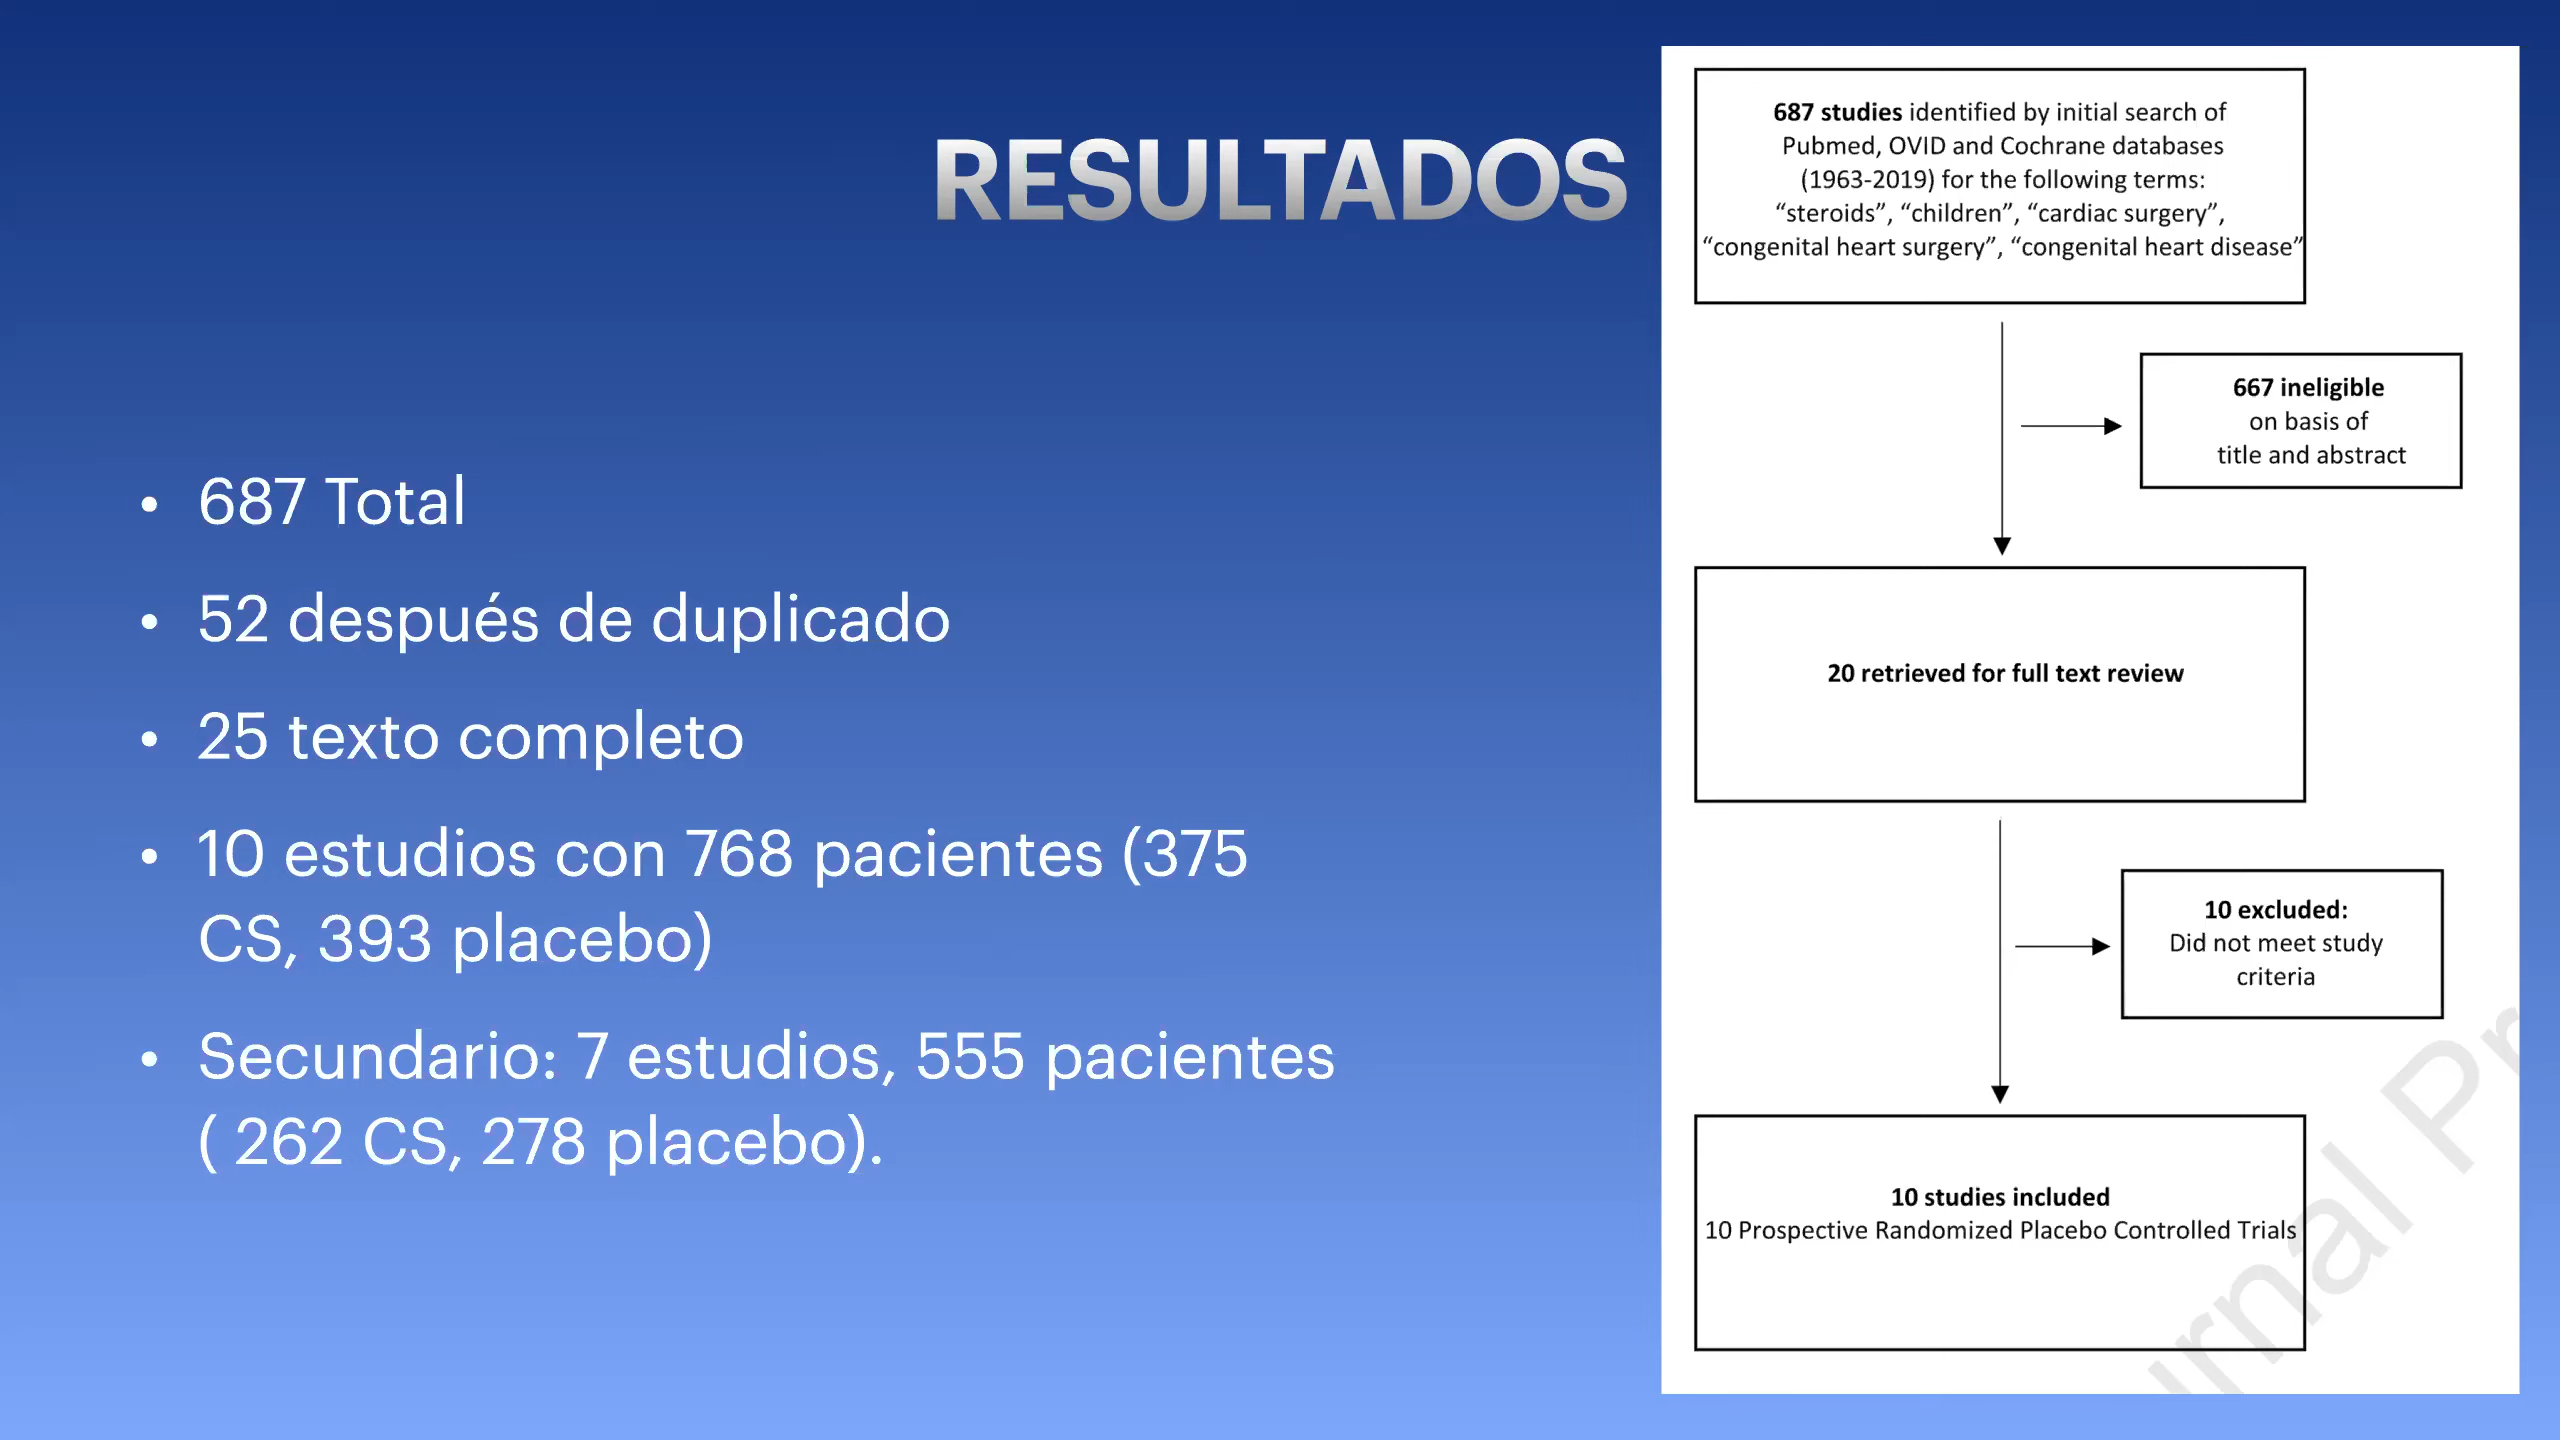 RESULTADOS
• 687 Total
• 52 después de duplicado
• 25 texto completo
• 10 estudios con 768 pacientes (375
CS, 393 placebo)
• Secundario: 7 estudios, 555 pacientes
( 262 CS, 278 placebo).
687 studies identified by initial search of
Pubmed, OVID and Cochrane databases
(1963-2019) for the following terms:
“steroids”, “children”, “cardiac surgery”,
“congenital heart surgery”, “congenital heart disease”
667 ineligible
on basis of
title and abstract
20 retrieved for full text review
10 excluded:
Did not meet study
criteria
10 studies included
10 Prospective Randomized Placebo Controlled Trials